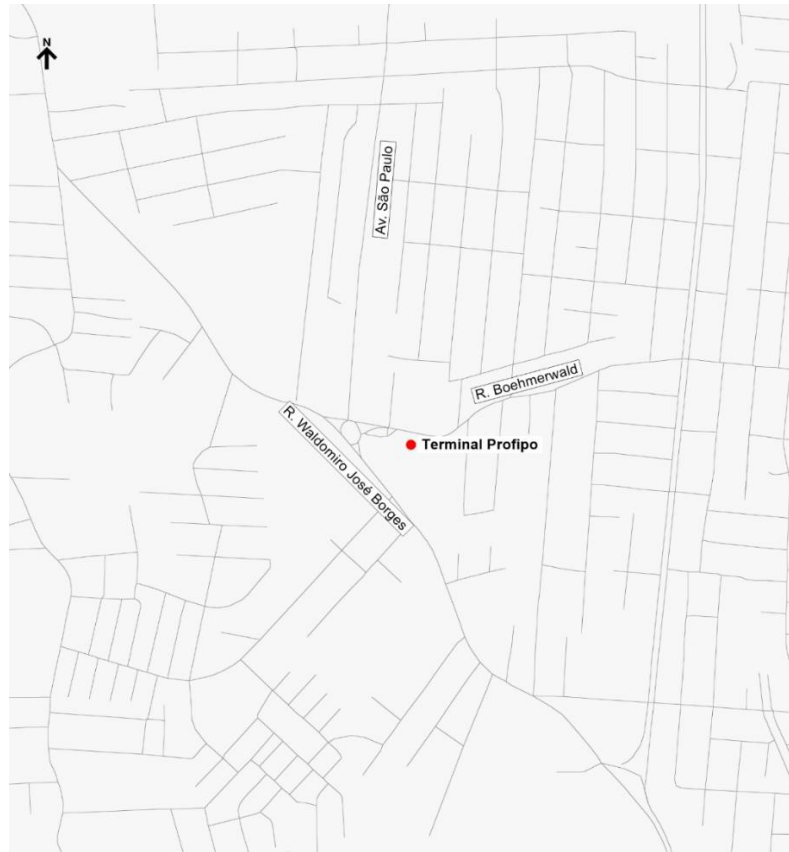 N
Av. São Paulo
R. Boehmerwald
R. Waldomiro José Borges
Terminal Profipo